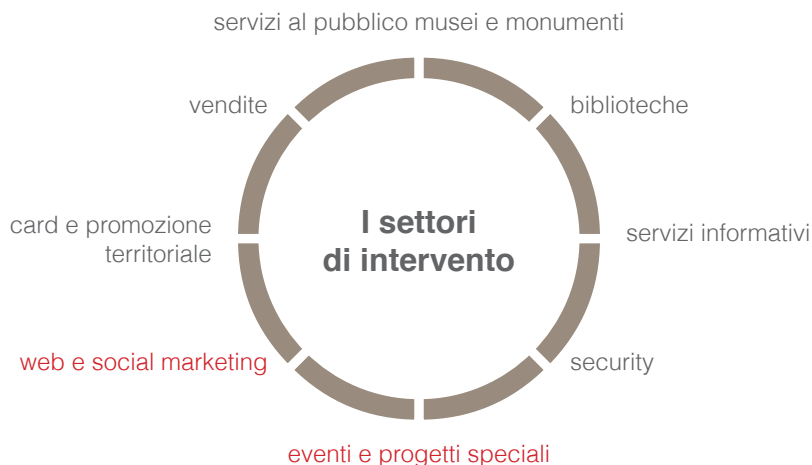 servizi al pubblico musei e monumenti
vendite
biblioteche
card e promozione
territoriale
I settori
di intervento
servizi informativi
web e social marketing
security
eventi e progetti speciali